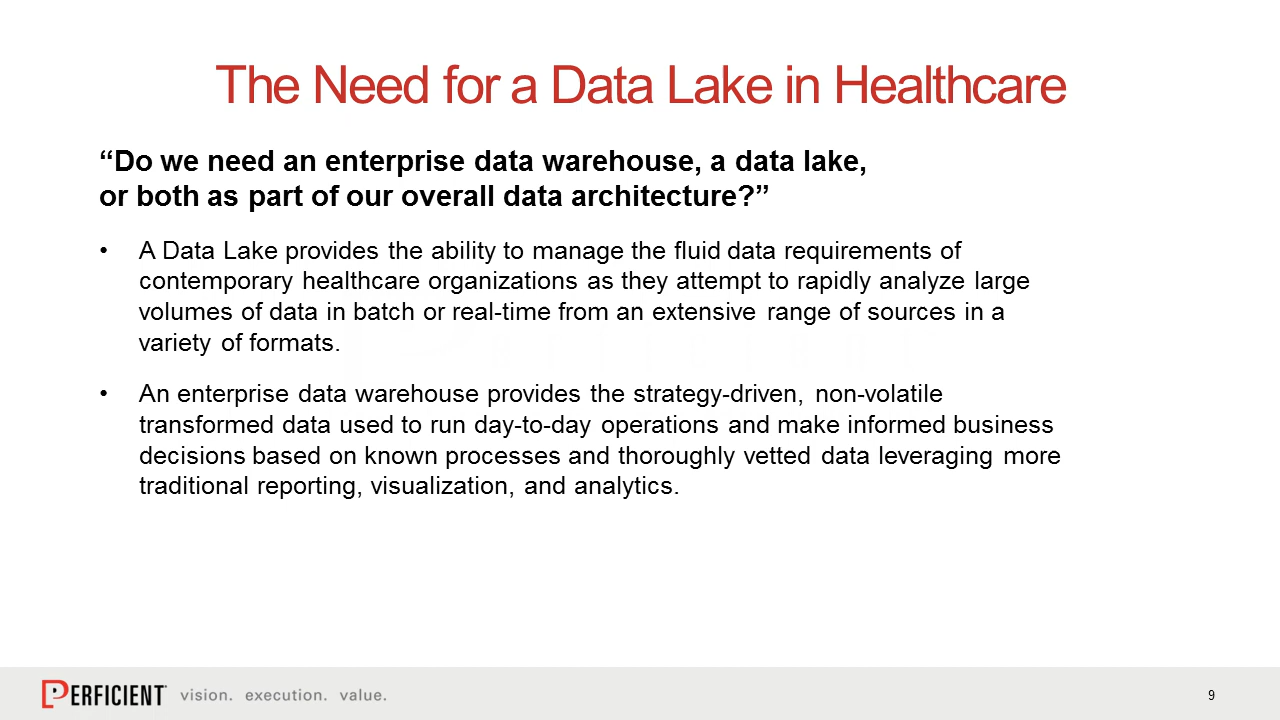 The Need for a Data Lake in Healthcare
“Do we need an enterprise data warehouse, a data lake,
or both as part of our overall data architecture?”
• A Data Lake provides the ability to manage the fluid data requirements of
contemporary healthcare organizations as they attempt to rapidly analyze large
volumes of data in batch or real-time from an extensive range of sources in a
variety of formats.
• An enterprise data warehouse provides the strategy-driven, non-volatile
transformed data used to run day-to-day operations and make informed business
decisions based on known processes and thoroughly vetted data leveraging more
traditional reporting, visualization, and analytics.
PERFICIENT vision. execution. value.
9